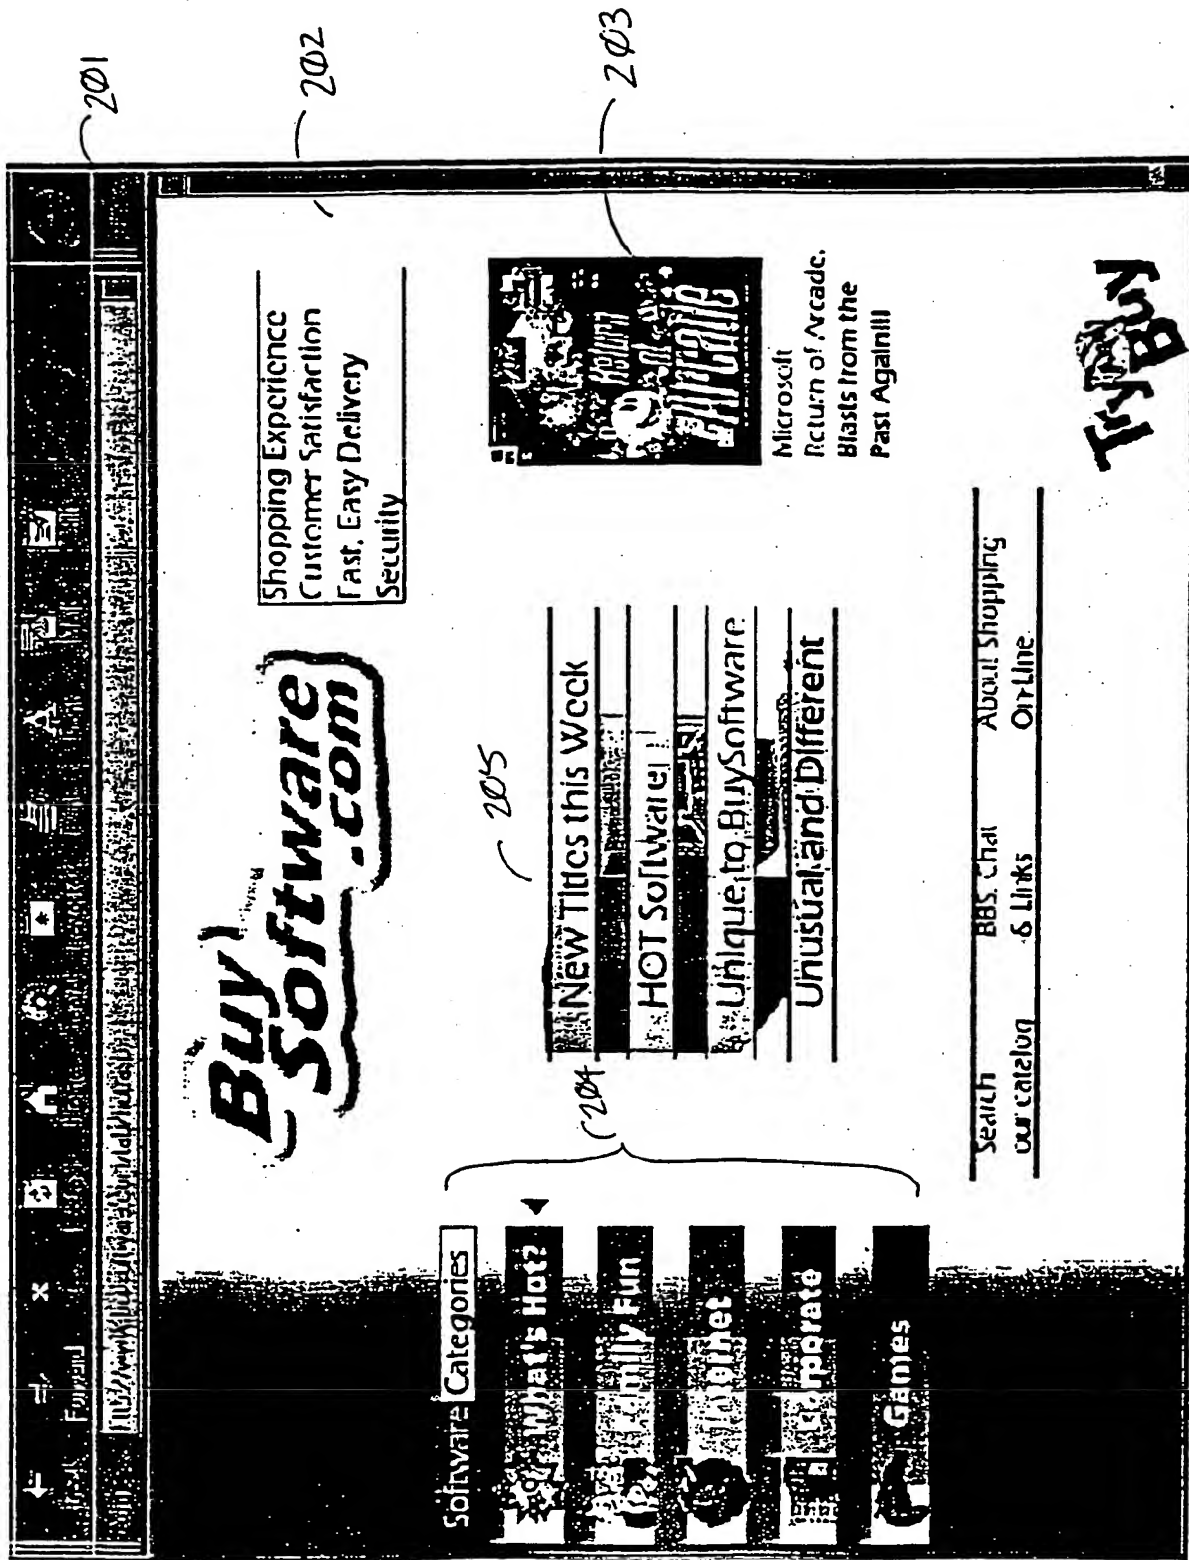 201
202
203
204
205
Forward
Buy
Software
.com
Shopping Experience
Customer Satisfaction
Fast, Easy Delivery
Security
Software Categories
What's Hot?
Family Fun
Games
New Titles this Week
HOT Software
Unique to BuySoftware
Unusual and Different
Return of
ARCADE
Microsoft
Return of Arcade.
Blasts from the
Past Again!!!
Search
our catalog
BBS, Chat
& Links
About Shopping
On Line
Try
Buy